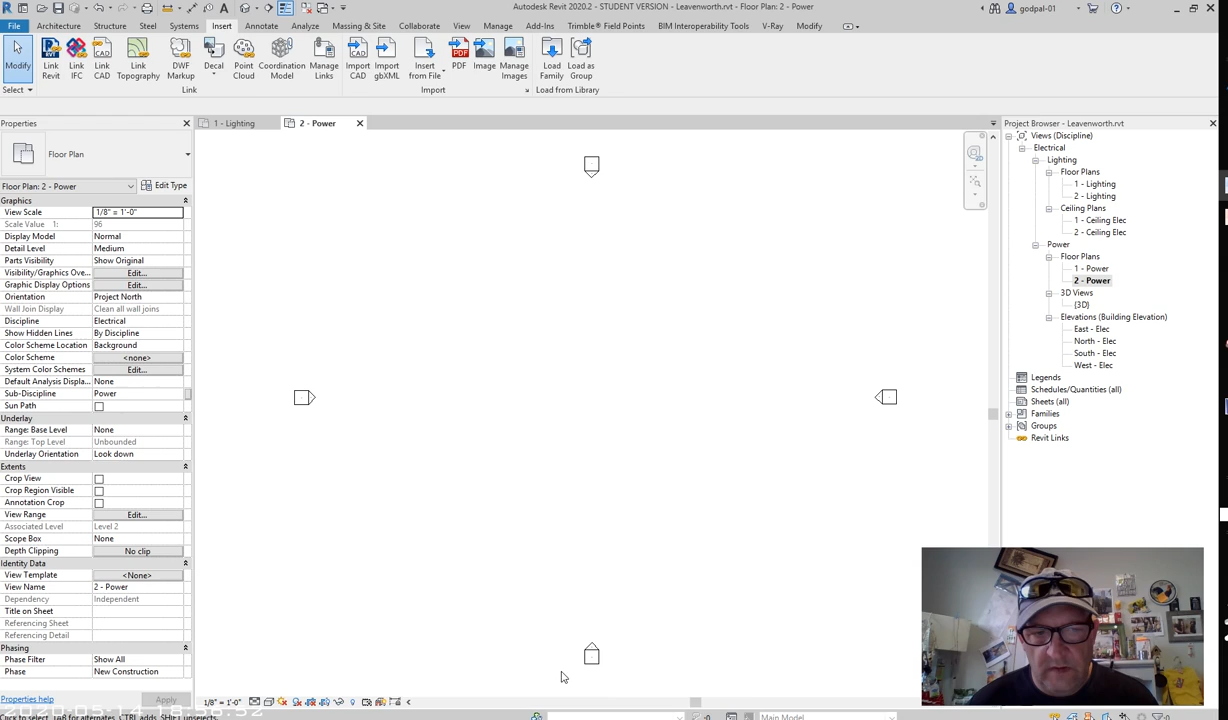 Autodesk Revit 2020.2 - STUDENT VERSION - Leavenworth.rvt - Floor Plan: 2 - Power
godpal-01
File Architecture Structure Steel Systems Insert Annotate Analyze Massing & Site Collaborate View Manage Add-Ins Trimble® Field Points BIM Interoperability Tools V-Ray Modify
Modify
Link Revit
Link IFC
Link CAD
Link Topography
DWF Markup
Decal
Point Cloud
Coordination Model
Manage Links
Import CAD
Import gbXML
Insert from File
PDF
Image
Manage Images
Load Family
Load as Group
Select Link Import Load from Library
Properties
1 - Lighting
2 - Power
Project Browser - Leavenworth.rvt
Floor Plan
Floor Plan: 2 - Power Edit Type
Graphics
View Scale 1/8" = 1'-0"
Scale Value 1: 96
Display Model Normal
Detail Level Medium
Parts Visibility Show Original
Visibility/Graphics Ove... Edit...
Graphic Display Options Edit...
Orientation Project North
Wall Join Display Clean all wall joins
Discipline Electrical
Show Hidden Lines By Discipline
Color Scheme Location Background
Color Scheme <none>
System Color Schemes Edit...
Default Analysis Displa... None
Sub-Discipline Power
Sun Path
Underlay
Range: Base Level None
Range: Top Level Unbounded
Underlay Orientation Look down
Extents
Crop View
Crop Region Visible
Annotation Crop
View Range Edit...
Associated Level Level 2
Scope Box None
Depth Clipping No clip
Identity Data
View Template <None>
View Name 2 - Power
Dependency Independent
Title on Sheet
Referencing Sheet
Referencing Detail
Phasing
Phase Filter Show All
Phase New Construction
Properties help Apply
Views (Discipline)
Electrical
Lighting
Floor Plans
1 - Lighting
2 - Lighting
Ceiling Plans
1 - Ceiling Elec
2 - Ceiling Elec
Power
Floor Plans
1 - Power
2 - Power
3D Views
{3D}
Elevations (Building Elevation)
East - Elec
North - Elec
South - Elec
West - Elec
Legends
Schedules/Quantities (all)
Sheets (all)
Families
Groups
Revit Links
1/8" = 1'-0"
Main Model